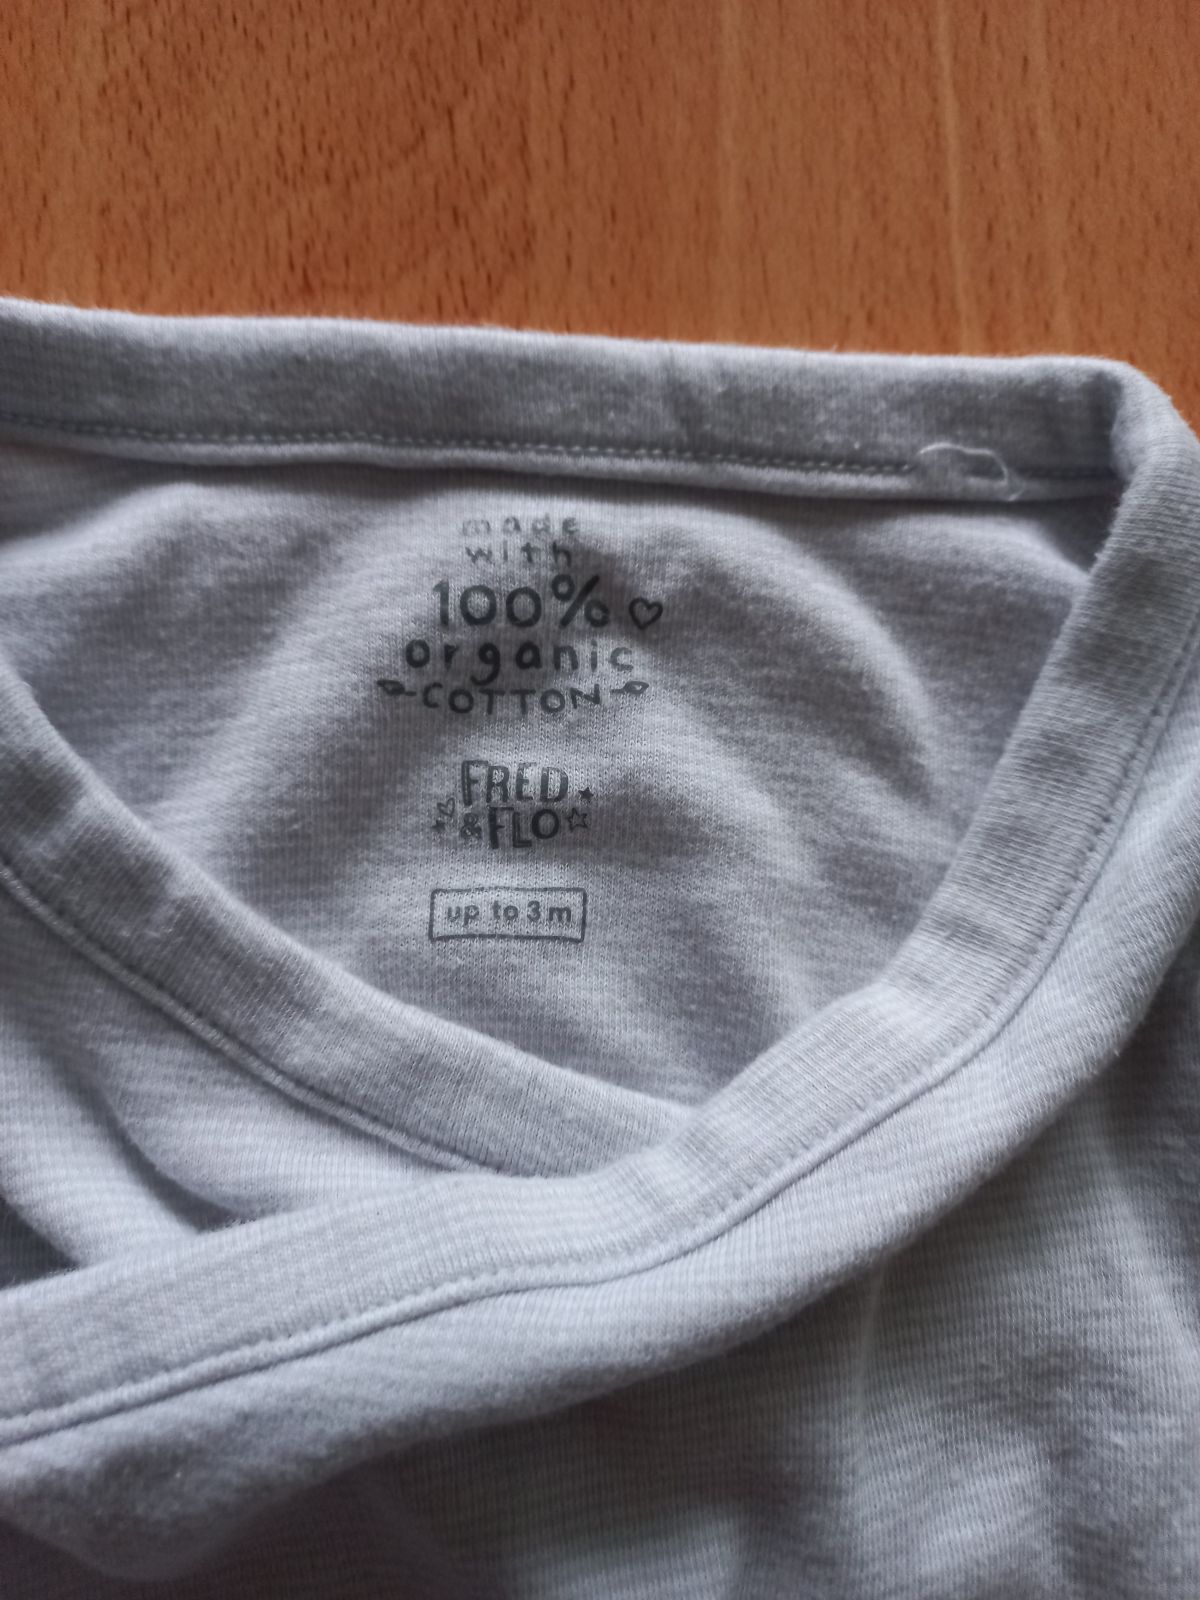 made
with
100%
organic
COTTON
FRED
& FLO
up to 3m